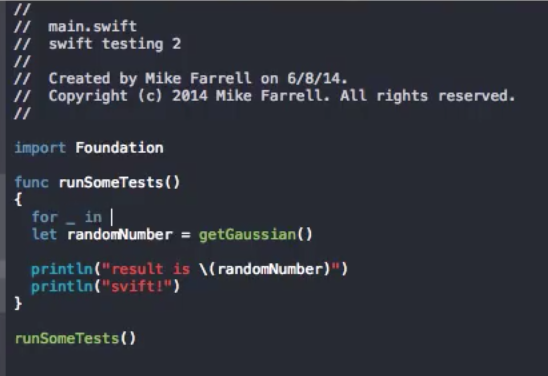 //
//  main.swift
//  swift testing 2
//
//  Created by Mike Farrell on 6/8/14.
//  Copyright (c) 2014 Mike Farrell. All rights reserved.
//
import Foundation
func runSomeTests()
{
for _ in
let randomNumber = getGaussian()
println("result is \(randomNumber)")
println("svift!")
}
runSomeTests()